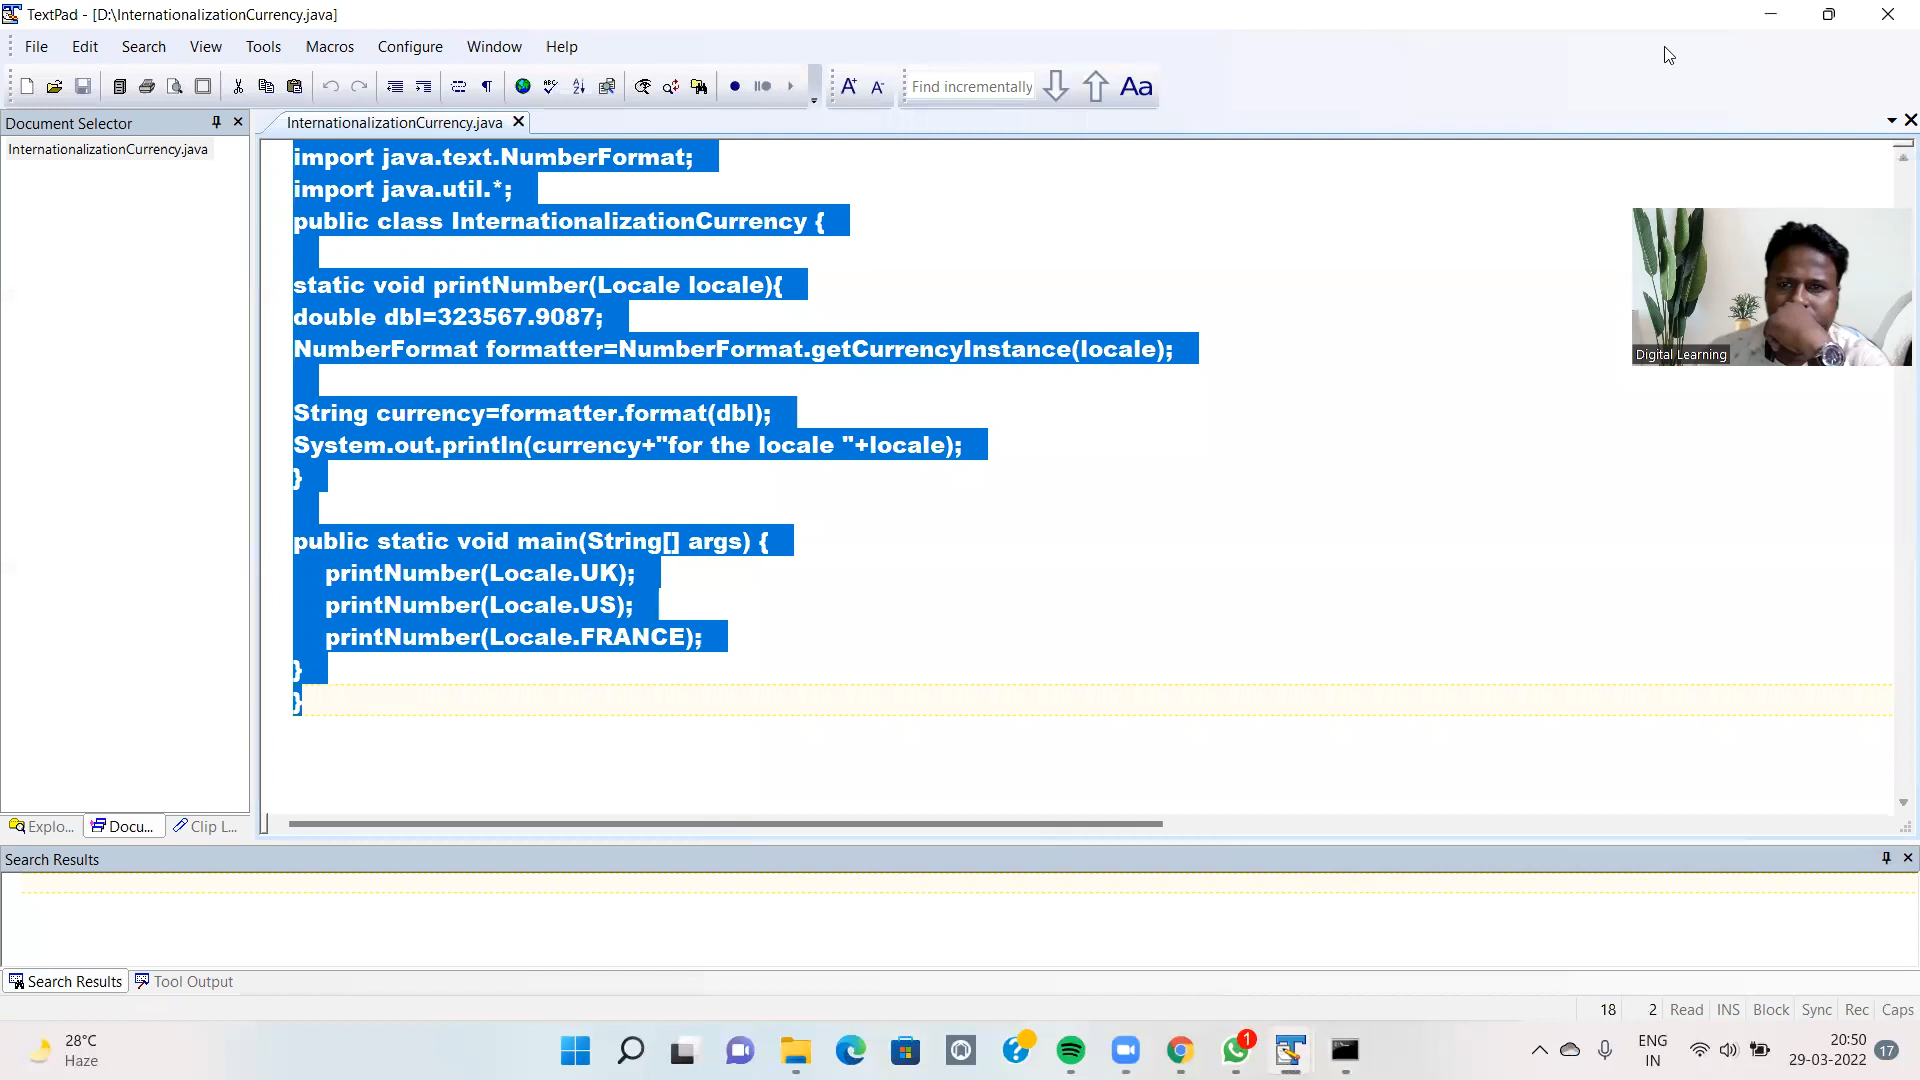 TextPad - [D:\InternationalizationCurrency.java]
File Edit Search View Tools Macros Configure Window Help
Find incrementally
Aa
Document Selector
InternationalizationCurrency.java
InternationalizationCurrency.java
import java.text.NumberFormat;
import java.util.*;
public class InternationalizationCurrency {
static void printNumber(Locale locale){
double dbl=323567.9087;
NumberFormat formatter=NumberFormat.getCurrencyInstance(locale);
String currency=formatter.format(dbl);
System.out.println(currency+"for the locale "+locale);
}
public static void main(String[] args) {
printNumber(Locale.UK);
printNumber(Locale.US);
printNumber(Locale.FRANCE);
}
}
Digital Learning
Explo... Docu... Clip L...
Search Results
Search Results Tool Output
18 2 Read INS Block Sync Rec Caps
28°C
Haze
1
ENG
IN
20:50
29-03-2022
17